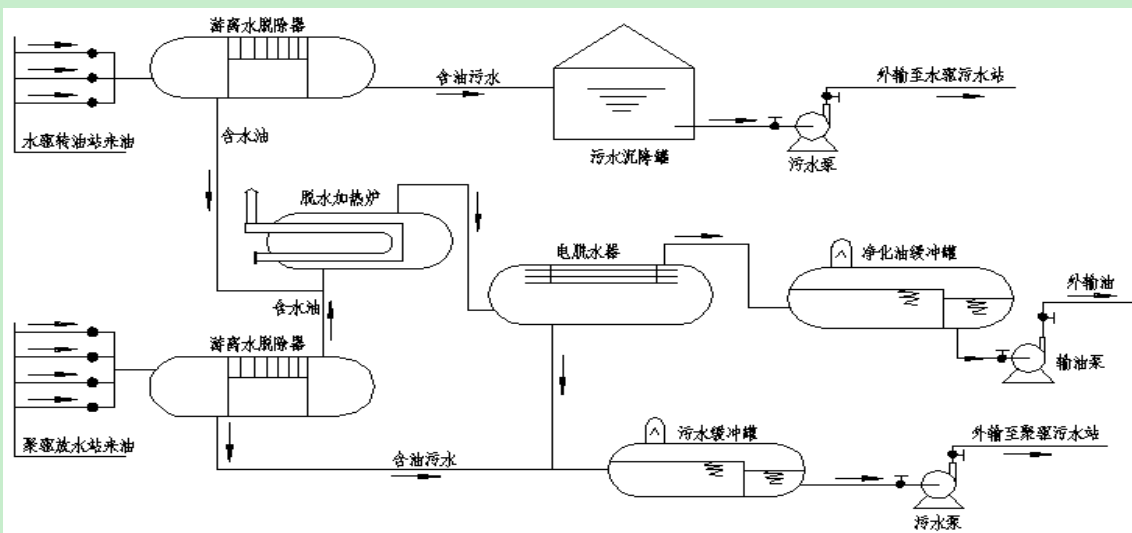 游离水脱除器
含油污水
外输至水驱污水站
水驱转油站来油
含水油
污水沉降罐
污水泵
脱水加热炉
电脱水器
净化油缓冲罐
外输油
含水油
游离水脱除器
输油泵
聚驱放水站来油
含油污水
污水缓冲罐
外输至聚驱污水站
污水泵